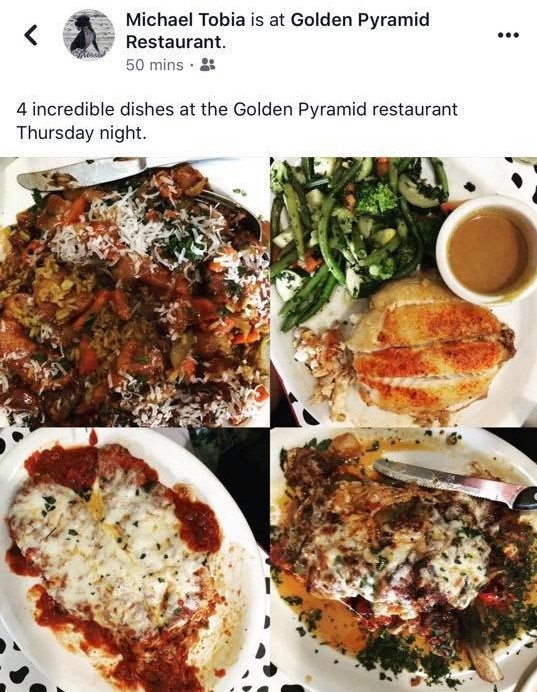 Michael Tobia is at Golden Pyramid
Restaurant.
50 mins ·
4 incredible dishes at the Golden Pyramid restaurant
Thursday night.